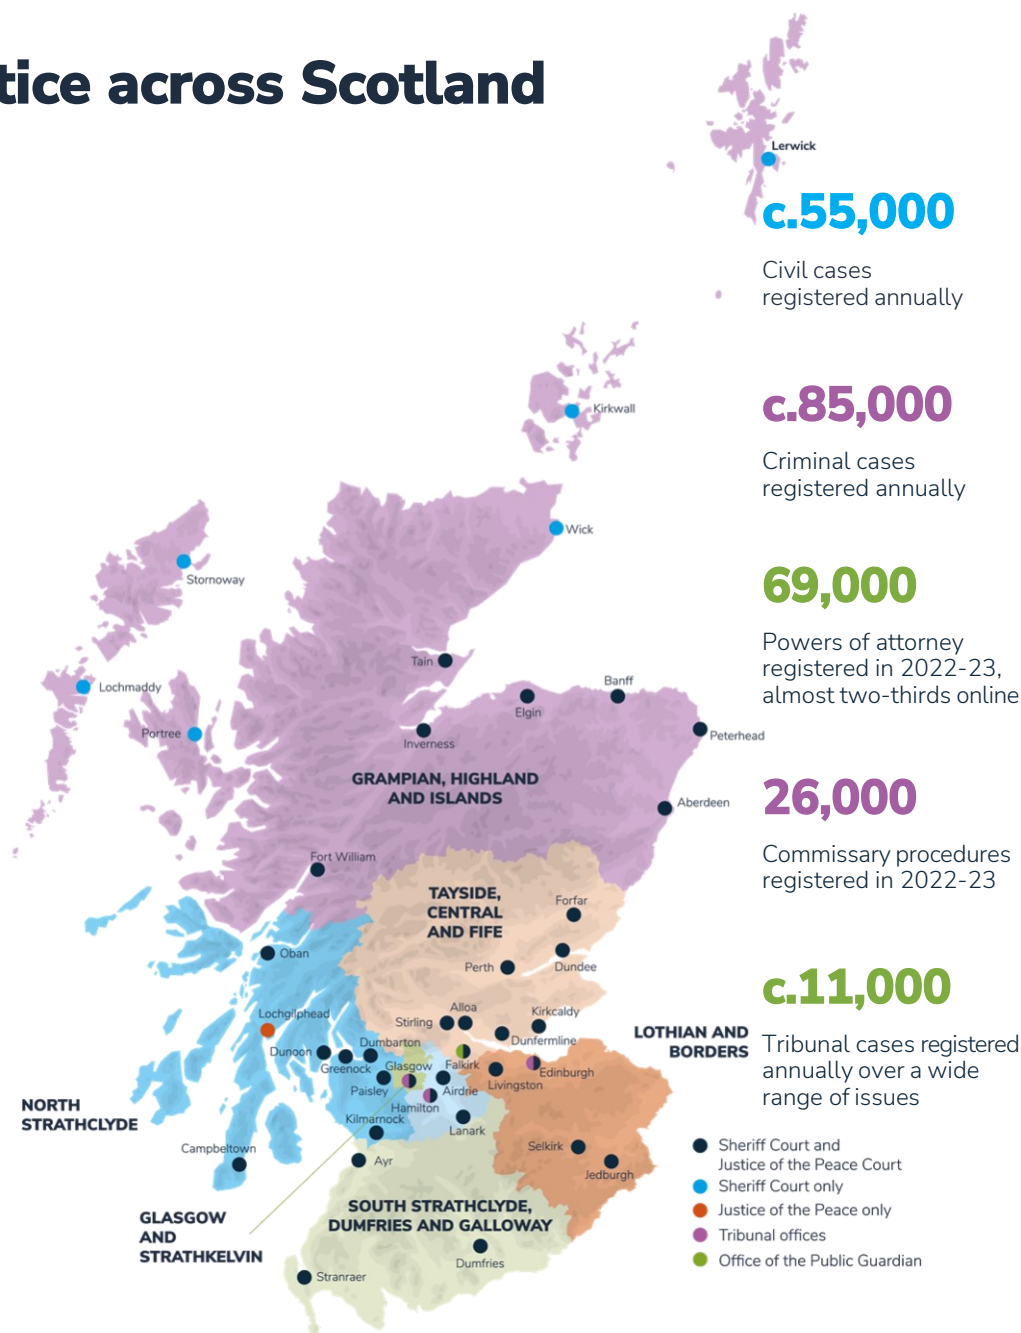 tice across Scotland
Lerwick
c.55,000
Civil cases
registered annually
Kirkwall
c.85,000
Criminal cases
registered annually
Wick
Stornoway
69,000
Powers of attorney
registered in 2022-23,
almost two-thirds online
Tain
Lochmaddy
Banff
Elgin
Portree
Inverness
Peterhead
GRAMPIAN, HIGHLAND
AND ISLANDS
26,000
Commissary procedures
registered in 2022-23
Aberdeen
Fort William
TAYSIDE,
CENTRAL
AND FIFE
Forfar
Oban
Perth
Dundee
c.11,000
Tribunal cases registered
annually over a wide
range of issues
Lochgilphead
Alloa
Stirling
Kirkcaldy
Dunfermline
LOTHIAN AND
BORDERS
Dumbarton
Dunoon
Greenock
Glasgow
Falkirk
Edinburgh
Livingston
Paisley
Airdrie
Hamilton
NORTH
STRATHCLYDE
Kilmarnock
Lanark
Campbeltown
Ayr
Selkirk
Jedburgh
SOUTH STRATHCLYDE,
DUMFRIES AND GALLOWAY
GLASGOW
AND
STRATHKELVIN
Dumfries
Stranraer
Sheriff Court and
Justice of the Peace Court
Sheriff Court only
Justice of the Peace only
Tribunal offices
Office of the Public Guardian